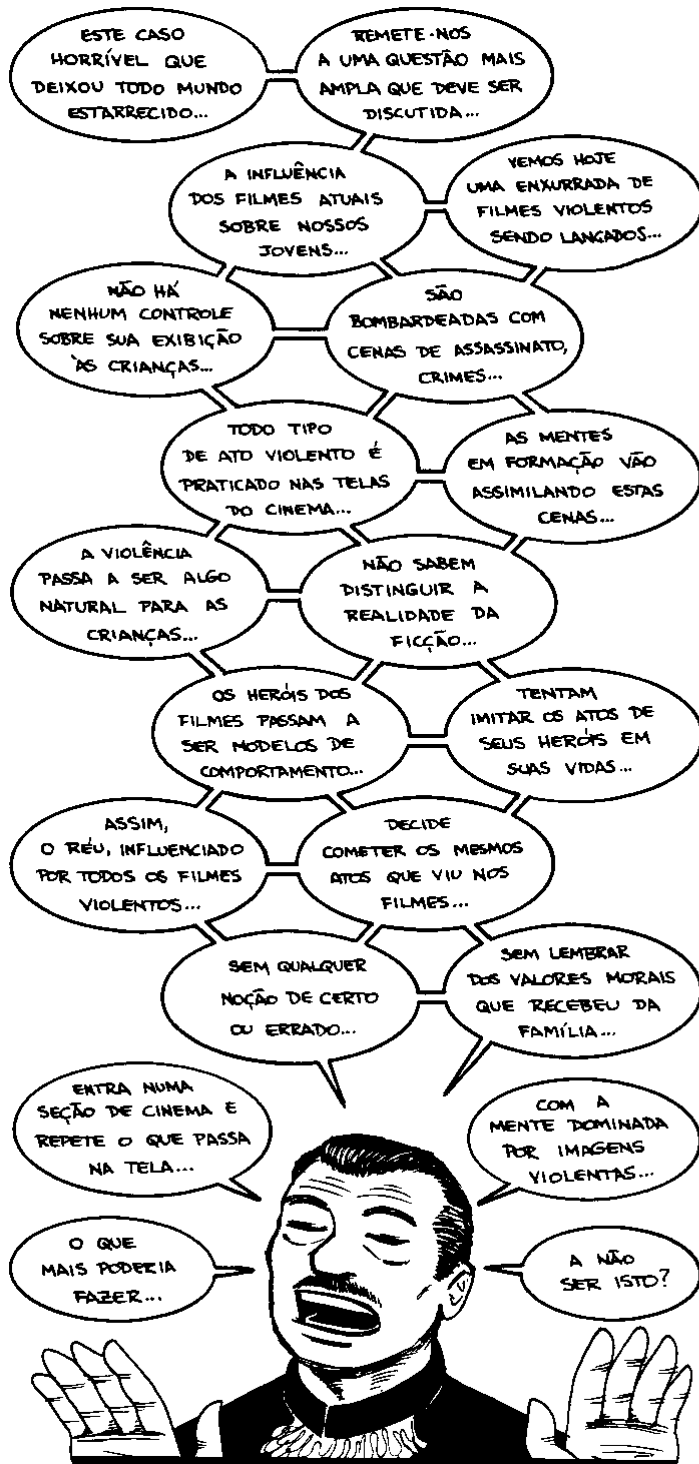 ESTE CASO
HORRÍVEL QUE
DEIXOU TODO MUNDO
ESTARRECIDO...
REMETE-NOS
A UMA QUESTÃO MAIS
AMPLA QUE DEVE SER
DISCUTIDA...
A INFLUÊNCIA
DOS FILMES ATUAIS
SOBRE NOSSOS
JOVENS...
VEMOS HOJE
UMA ENXURRADA DE
FILMES VIOLENTOS
SENDO LANÇADOS...
NÃO HÁ
NENHUM CONTROLE
SOBRE SUA EXIBIÇÃO
ÀS CRIANÇAS...
SÃO
BOMBARDEADAS COM
CENAS DE ASSASSINATO,
CRIMES...
TODO TIPO
DE ATO VIOLENTO É
PRATICADO NAS TELAS
DO CINEMA...
AS MENTES
EM FORMAÇÃO VÃO
ASSIMILANDO ESTAS
CENAS...
A VIOLÊNCIA
PASSA A SER ALGO
NATURAL PARA AS
CRIANÇAS...
NÃO SABEM
DISTINGUIR A
REALIDADE DA
FICÇÃO...
OS HERÓIS DOS
FILMES PASSAM A
SER MODELOS DE
COMPORTAMENTO...
TENTAM
IMITAR OS ATOS DE
SEUS HERÓIS EM
SUAS VIDAS...
ASSIM,
O RÉU, INFLUENCIADO
POR TODOS OS FILMES
VIOLENTOS...
DECIDE
COMETER OS MESMOS
ATOS QUE VIU NOS
FILMES...
SEM QUALQUER
NOÇÃO DE CERTO
OU ERRADO...
SEM LEMBRAR
DOS VALORES MORAIS
QUE RECEBEU DA
FAMÍLIA...
ENTRA NUMA
SEÇÃO DE CINEMA E
REPETE O QUE PASSA
NA TELA...
COM A
MENTE DOMINADA
POR IMAGENS
VIOLENTAS...
O QUE
MAIS PODERIA
FAZER...
A NÃO
SER ISTO?